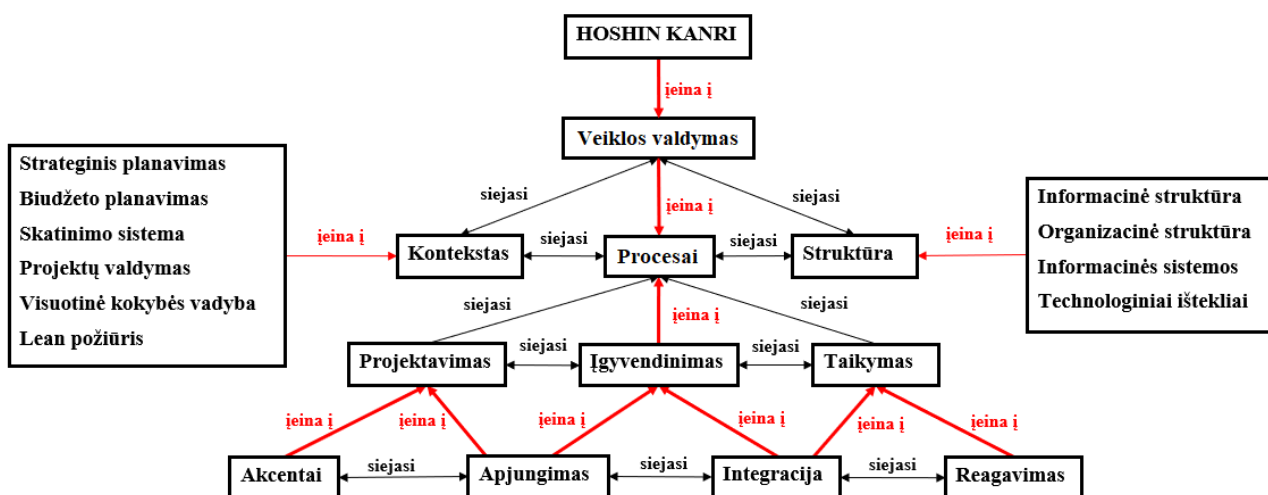 HOSHIN KANRI
įeina į
Veiklos valdymas
Strateginis planavimas
Biudžeto planavimas
Skatinimo sistema
Projektų valdymas
Visuotinė kokybės vadyba
Lean požiūris
siejasi
įeina į
siejasi
Informacinė struktūra
Organizacinė struktūra
Informacinės sistemos
Technologiniai ištekliai
įeina į
Kontekstas
siejasi
Procesai
siejasi
Struktūra
įeina į
siejasi
įeina į
siejasi
Projektavimas
siejasi
Įgyvendinimas
siejasi
Taikymas
įeina į
įeina į
įeina į
įeina į
įeina į
įeina į
Akcentai
siejasi
Apjungimas
siejasi
Integracija
siejasi
Reagavimas